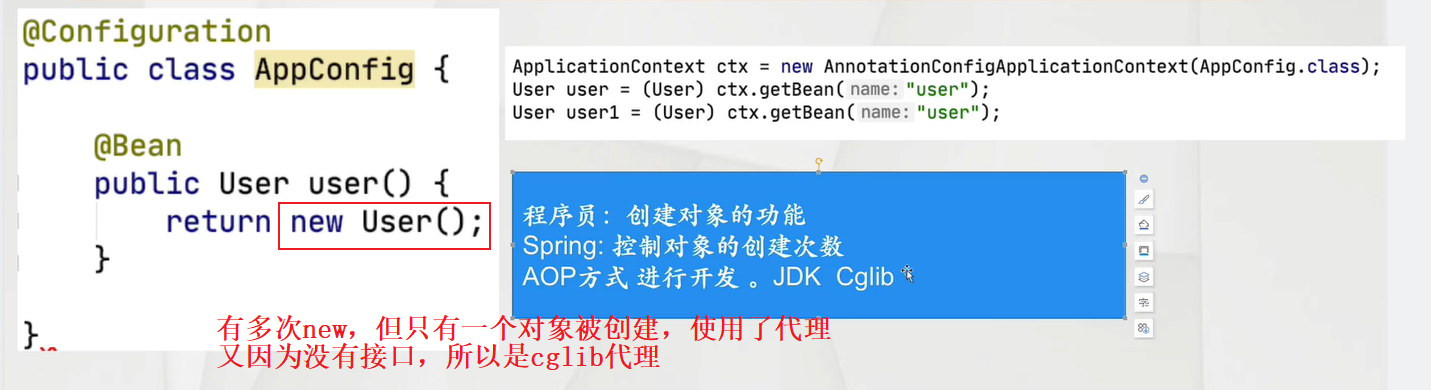 @Configuration
public class AppConfig {
@Bean
public User user() {
return new User();
}
}
ApplicationContext ctx = new AnnotationConfigApplicationContext(AppConfig.class);
User user = (User) ctx.getBean( name: "user");
User user1 = (User) ctx.getBean( name: "user");
程序员：创建对象的功能
Spring: 控制对象的创建次数
AOP方式 进行开发 。JDK Cglib
有多次new，但只有一个对象被创建，使用了代理
又因为没有接口，所以是cglib代理